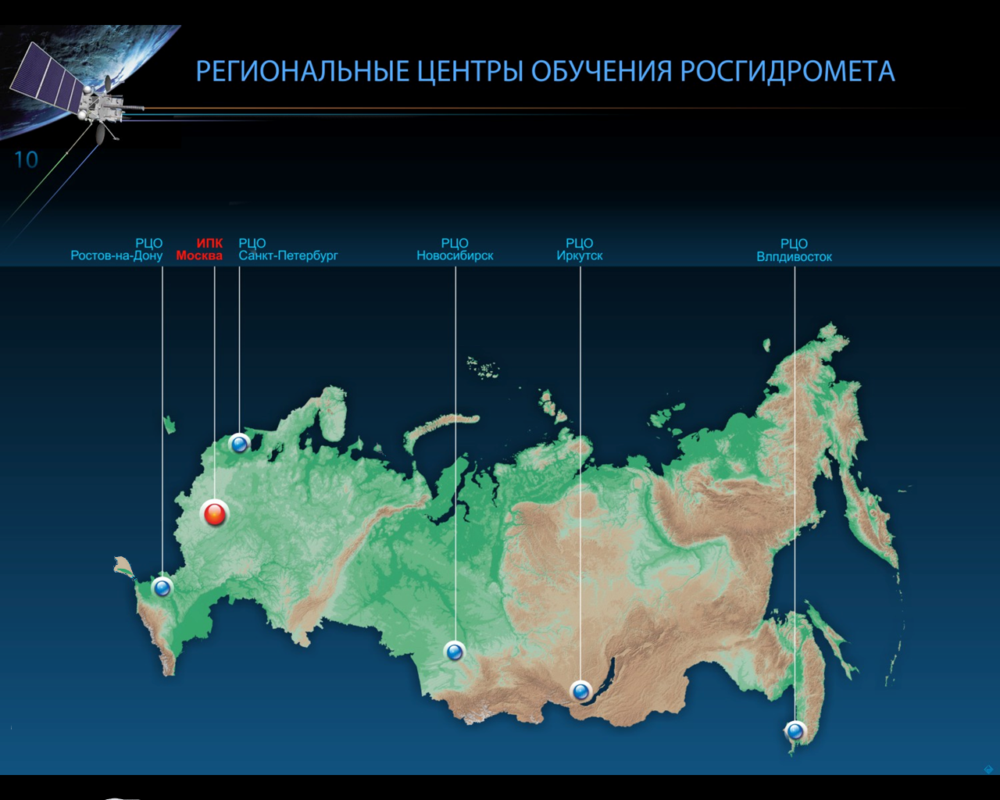 РЕГИОНАЛЬНЫЕ ЦЕНТРЫ ОБУЧЕНИЯ РОСГИДРОМЕТА
10
РЦО
Ростов-на-Дону
ИПК
Москва
РЦО
Санкт-Петербург
РЦО
Новосибирск
РЦО
Иркутск
РЦО
Влпдивосток